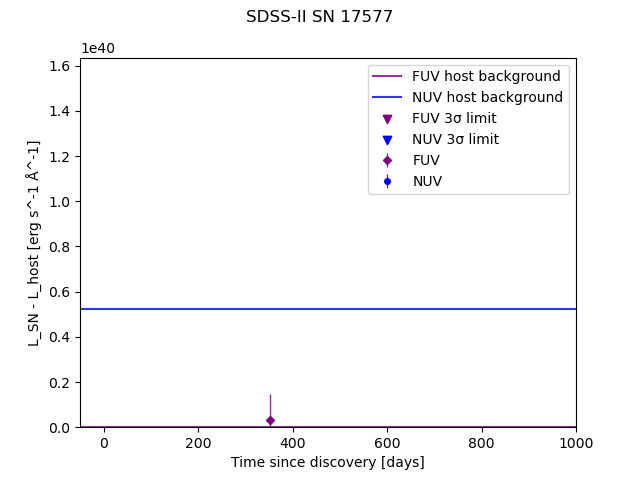 SDSS-II SN 17577
1e40
1.6
1.4
1.2
1.0
0.8
0.6
0.4
0.2
0.0
L_SN - L_host [erg s^-1 Å^-1]
FUV host background
NUV host background
FUV 3σ limit
NUV 3σ limit
FUV
NUV
0 200 400 600 800 1000
Time since discovery [days]